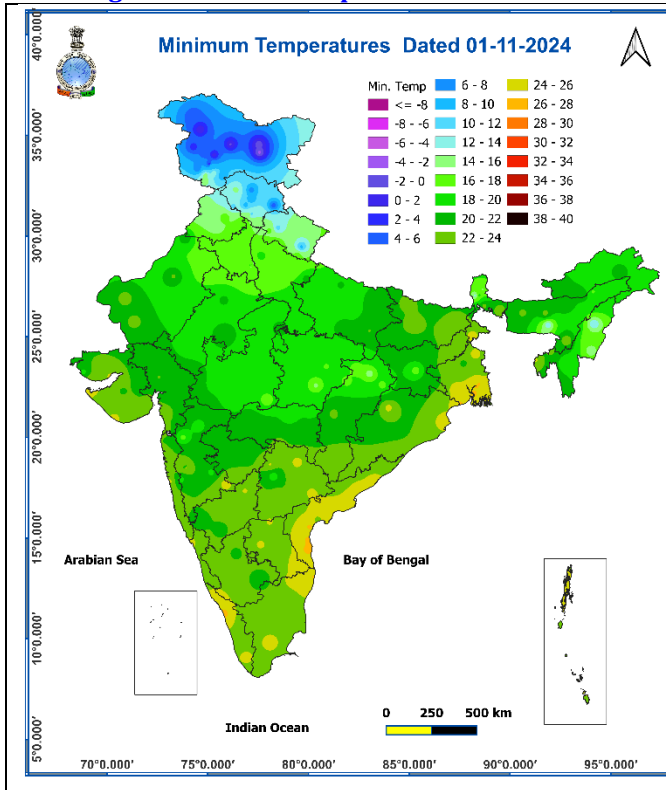 Minimum Temperatures Dated 01-11-2024
Min. Temp
<= -8
-8 - -6
-6 - -4
-4 - -2
-2 - 0
0 - 2
2 - 4
4 - 6
6 - 8
8 - 10
10 - 12
12 - 14
14 - 16
16 - 18
18 - 20
20 - 22
22 - 24
24 - 26
26 - 28
28 - 30
30 - 32
32 - 34
34 - 36
36 - 38
38 - 40
40°0.000'
35°0.000'
30°0.000'
25°0.000'
20°0.000'
15°0.000'
10°0.000'
5°0.000'
Arabian Sea
Bay of Bengal
Indian Ocean
0 250 500 km
70°0.000' 75°0.000' 80°0.000' 85°0.000' 90°0.000' 95°0.000'